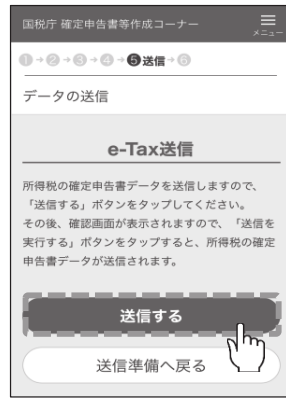 国税庁 確定申告書等作成コーナー
メニュー
❶→❷→❸→❹→❺送信→❻
データの送信
e-Tax送信
所得税の確定申告書データを送信しますので、
「送信する」ボタンをタップしてください。
その後、確認画面が表示されますので、「送信を
実行する」ボタンをタップすると、所得税の確定
申告書データが送信されます。
送信する
送信準備へ戻る